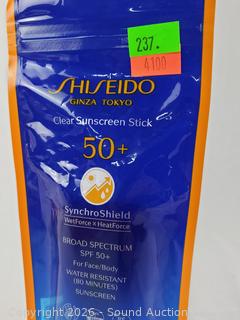 237.
4100
SHISEIDO
GINZA TOKYO
Clear Sunscreen Stick
50+
SynchroShield
WetForce x HeatForce
BROAD SPECTRUM
SPF 50+
For Face/Body
WATER RESISTANT
(80 MINUTES)
SUNSCREEN
Copyright 2026 - Sound Auction